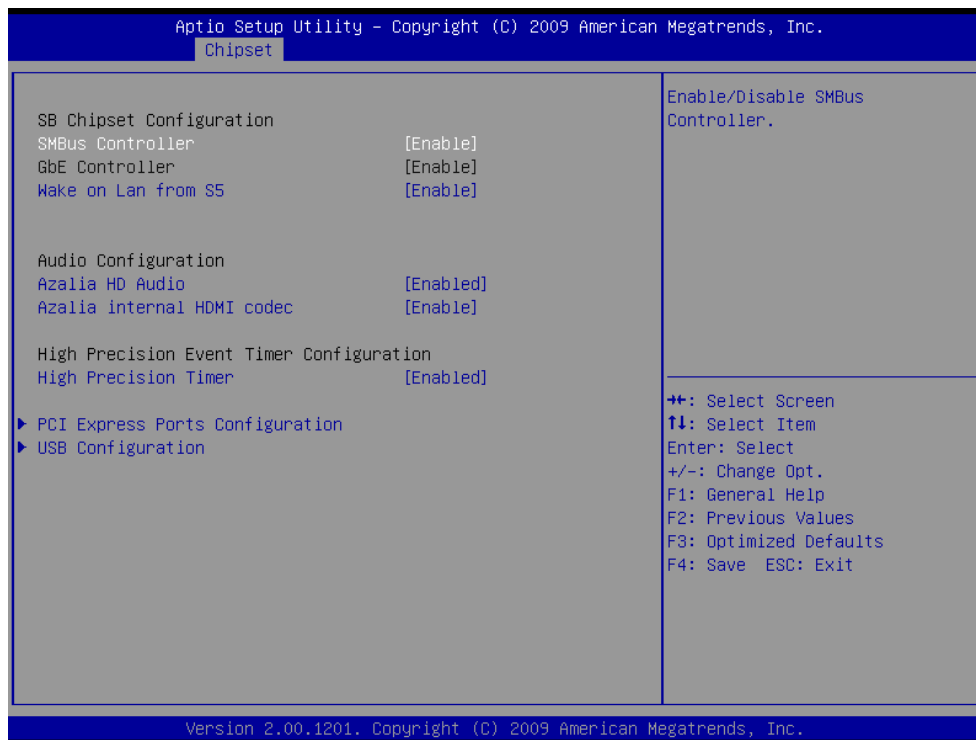 Aptio Setup Utility – Copyright (C) 2009 American Megatrends, Inc.
Chipset
SB Chipset Configuration
SMBus Controller [Enable]
GbE Controller [Enable]
Wake on Lan from S5 [Enable]
Audio Configuration
Azalia HD Audio [Enabled]
Azalia internal HDMI codec [Enable]
High Precision Event Timer Configuration
High Precision Timer [Enabled]
PCI Express Ports Configuration
USB Configuration
Enable/Disable SMBus
Controller.
→←: Select Screen
↑↓: Select Item
Enter: Select
+/-: Change Opt.
F1: General Help
F2: Previous Values
F3: Optimized Defaults
F4: Save ESC: Exit
Version 2.00.1201. Copyright (C) 2009 American Megatrends, Inc.